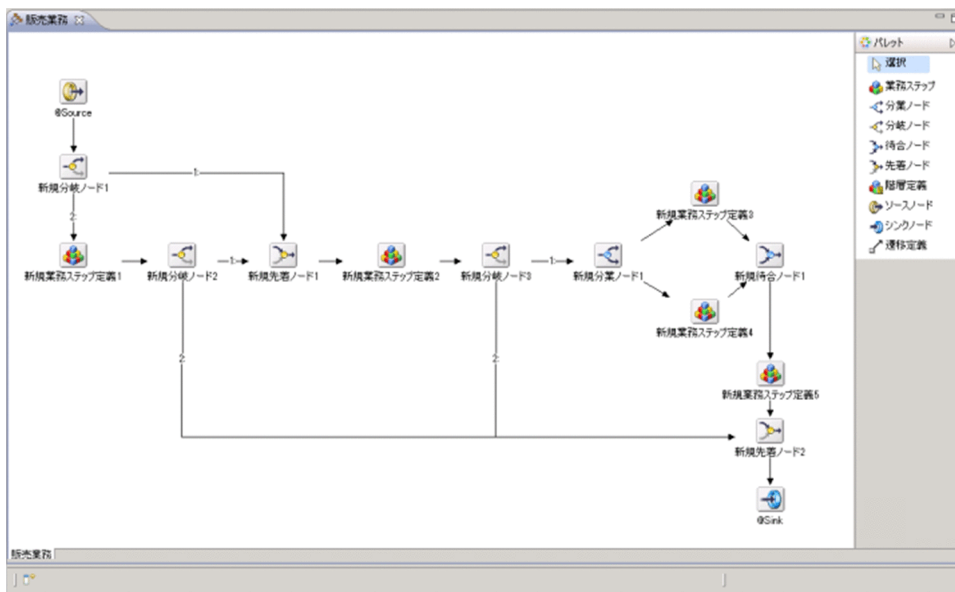 販売業務
@Source
新規分岐ノード1
1:
2:
新規業務ステップ定義1
新規分岐ノード2
1:
新規先着ノード1
新規業務ステップ定義2
新規分岐ノード3
1:
新規分業ノード1
新規業務ステップ定義3
新規待合ノード1
新規業務ステップ定義4
2:
2:
新規業務ステップ定義5
新規先着ノード2
@Sink
パレット
選択
業務ステップ
分業ノード
分岐ノード
待合ノード
先着ノード
階層定義
ソースノード
シンクノード
遷移定義
販売業務